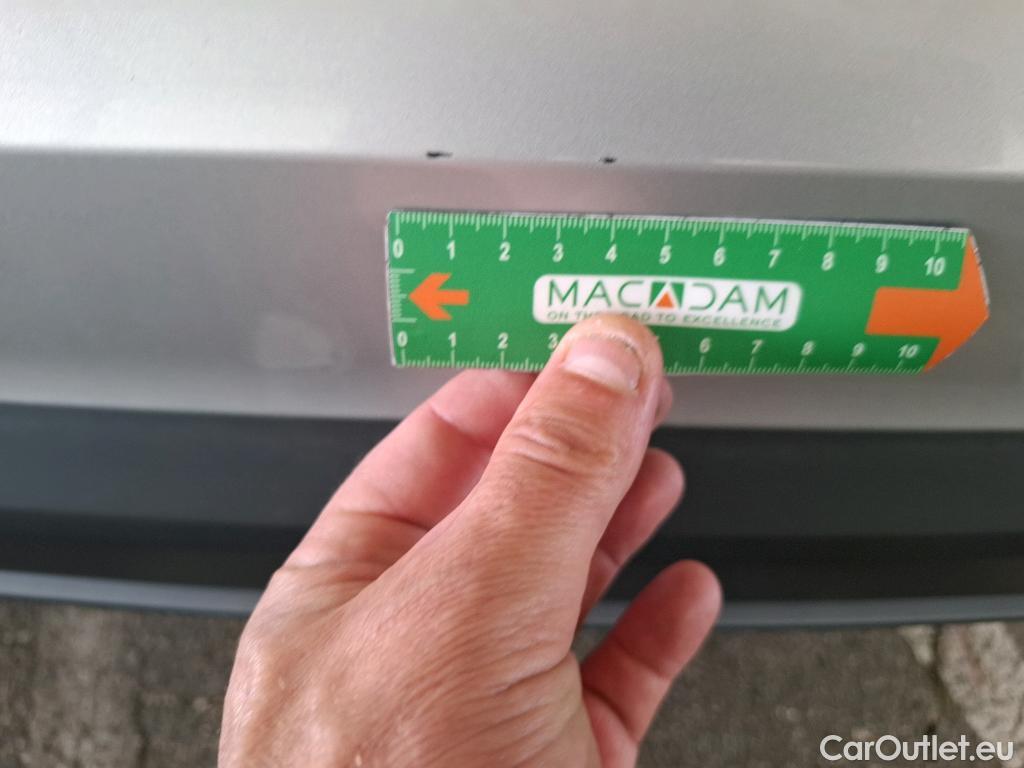 0 1 2 3 4 5 6 7 8 9 10
MACADAM
ON THE ROAD TO EXCELLENCE
0 1 2 3 6 7 8 9 10
CarOutlet.eu